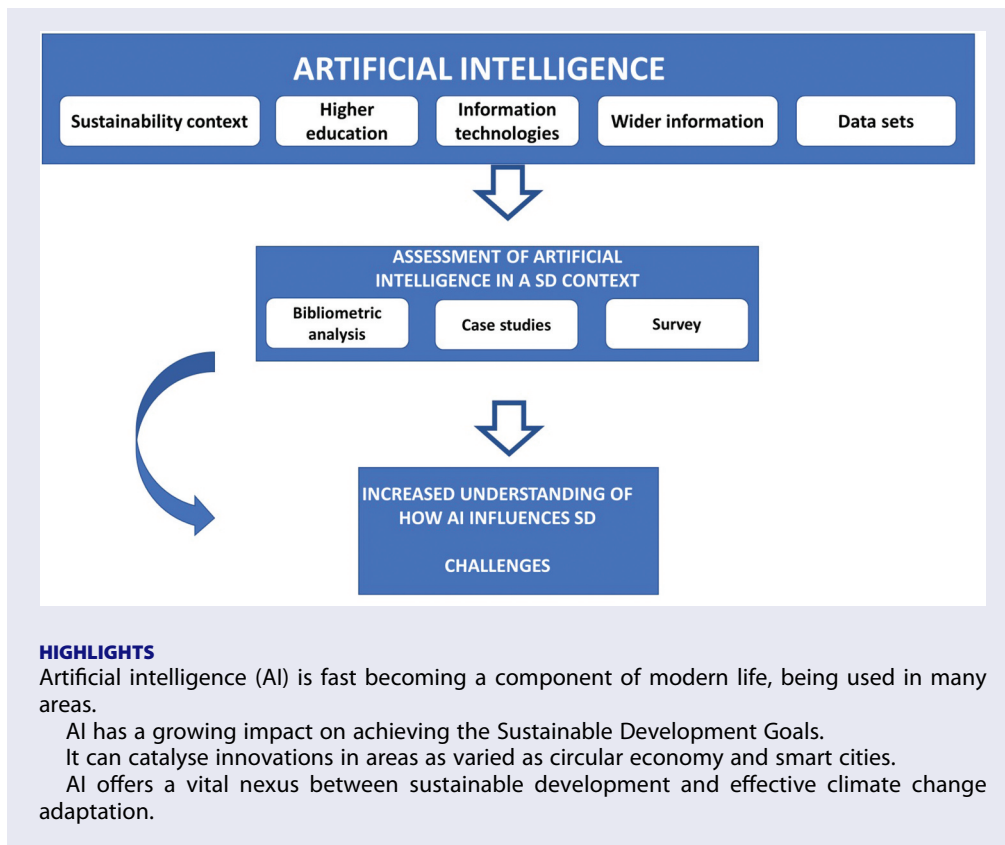 ARTIFICIAL INTELLIGENCE
Sustainability context
Higher
education
Information
technologies
Wider information
Data sets
ASSESSMENT OF ARTIFICIAL
INTELLIGENCE IN A SD CONTEXT
Bibliometric
analysis
Case studies
Survey
INCREASED UNDERSTANDING OF
HOW AI INFLUENCES SD
CHALLENGES
HIGHLIGHTS
Artificial intelligence (AI) is fast becoming a component of modern life, being used in many
areas.
AI has a growing impact on achieving the Sustainable Development Goals.
It can catalyse innovations in areas as varied as circular economy and smart cities.
AI offers a vital nexus between sustainable development and effective climate change
adaptation.